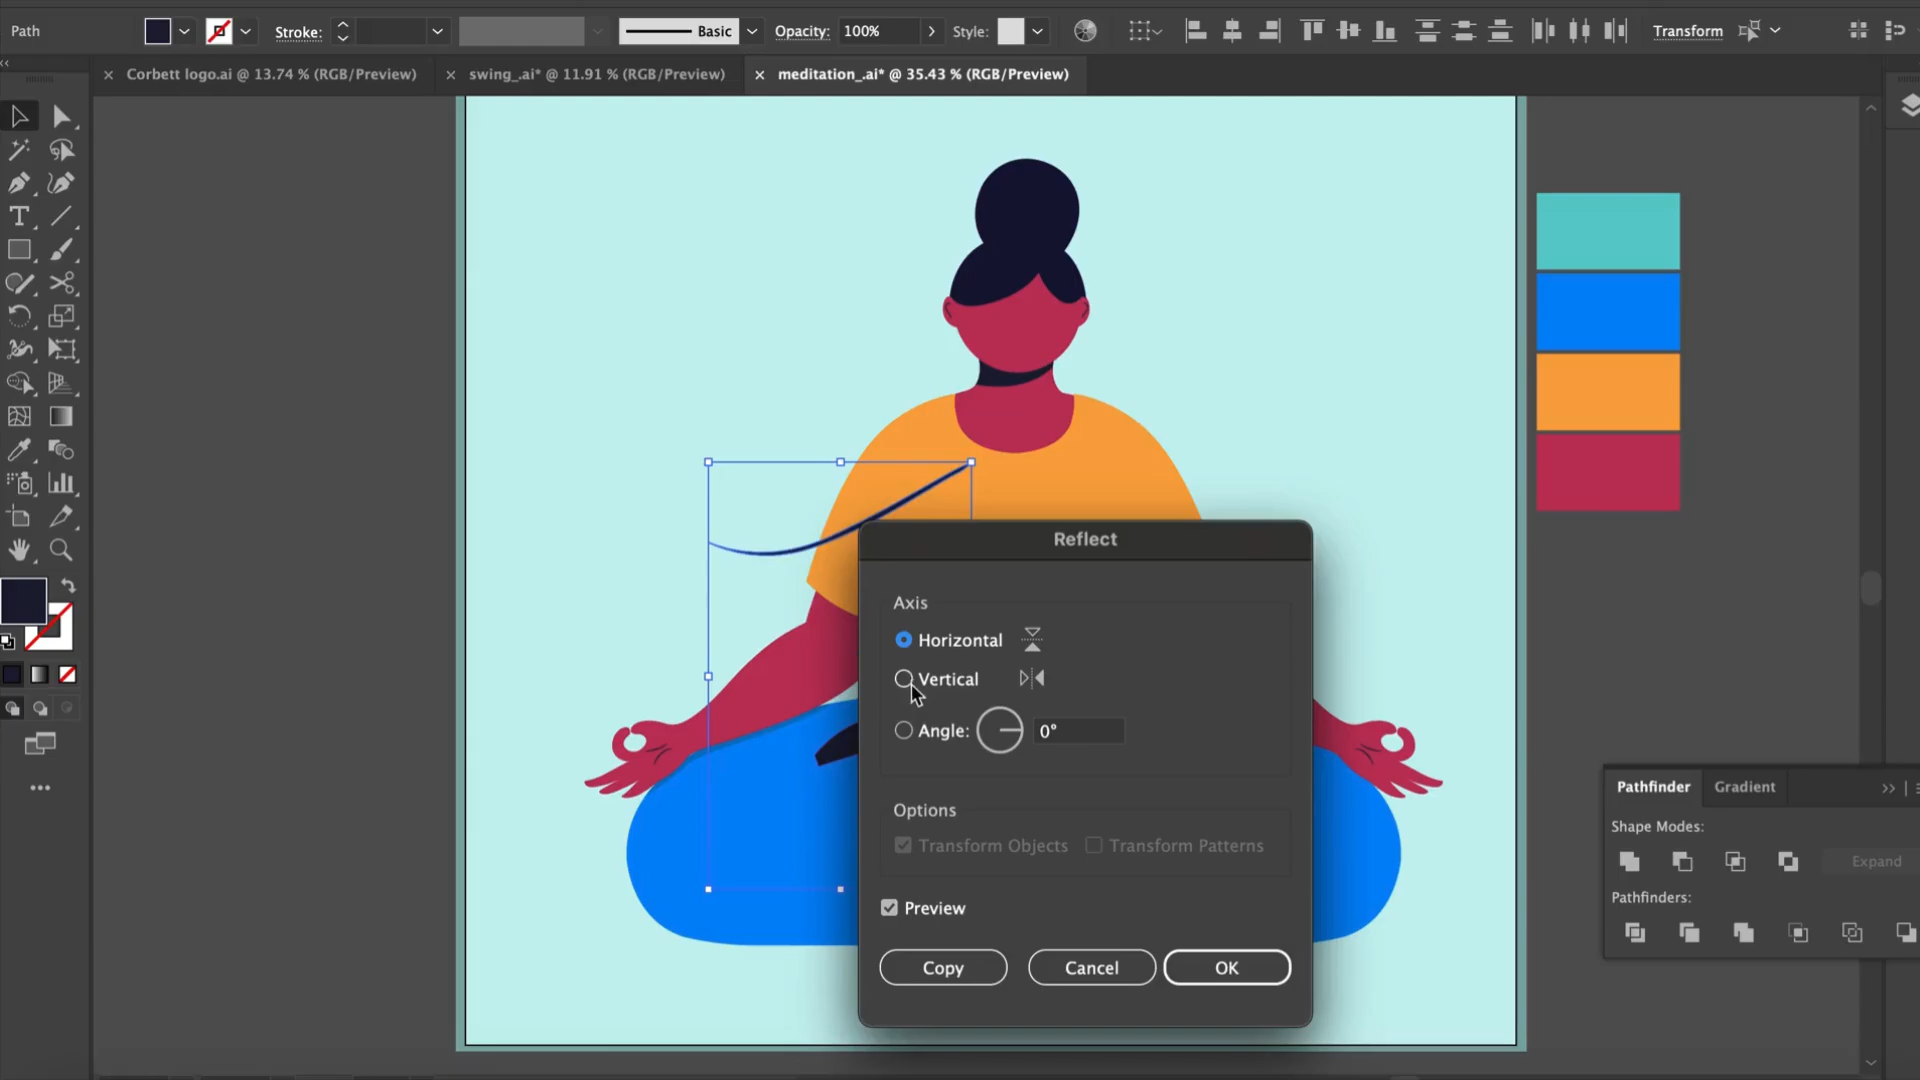 Path
Stroke:
Basic
Opacity: 100%
Style:
Transform
Corbett logo.ai @ 13.74 % (RGB/Preview)
swing_.ai* @ 11.91 % (RGB/Preview)
meditation_.ai* @ 35.43 % (RGB/Preview)
Reflect
Axis
Horizontal
Vertical
Angle: 0°
Options
Transform Objects Transform Patterns
Preview
Copy Cancel OK
Pathfinder Gradient
Shape Modes:
Expand
Pathfinders: